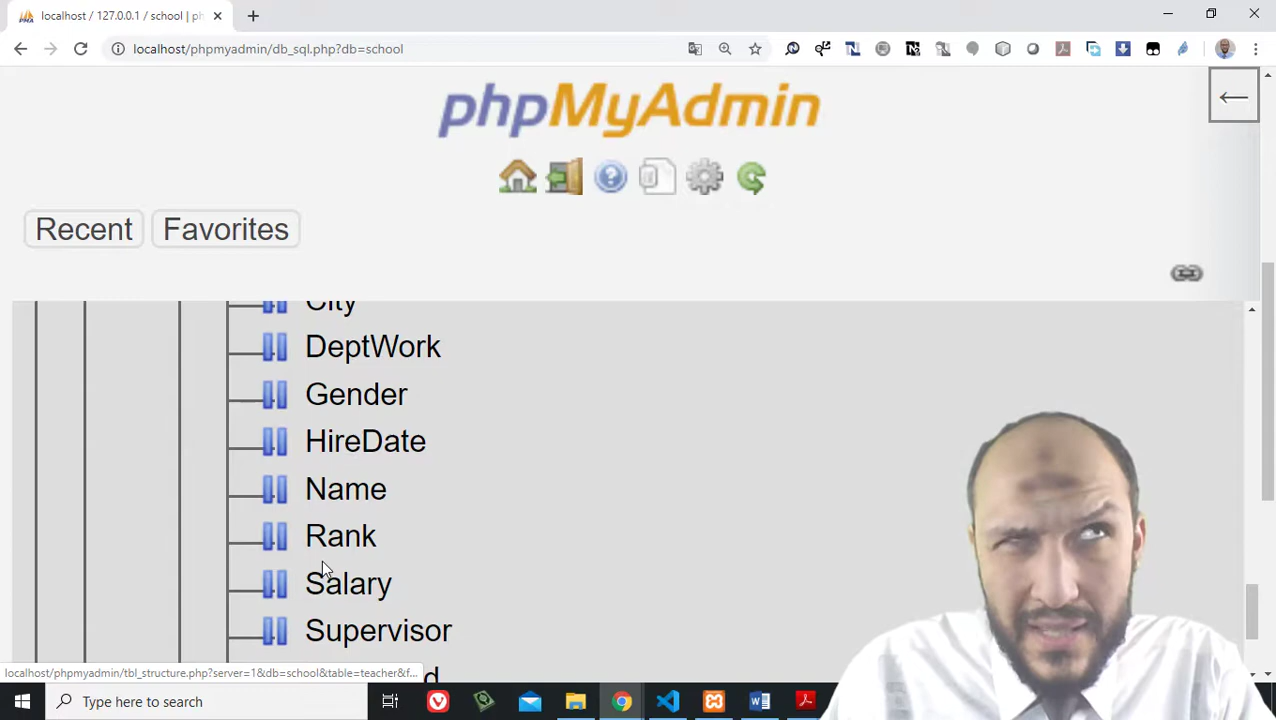 localhost / 127.0.0.1 / school | ph
localhost/phpmyadmin/db_sql.php?db=school
phpMyAdmin
Recent
Favorites
City
DeptWork
Gender
HireDate
Name
Rank
Salary
Supervisor
localhost/phpmyadmin/tbl_structure.php?server=1&db=school&table=teacher&f...
Type here to search